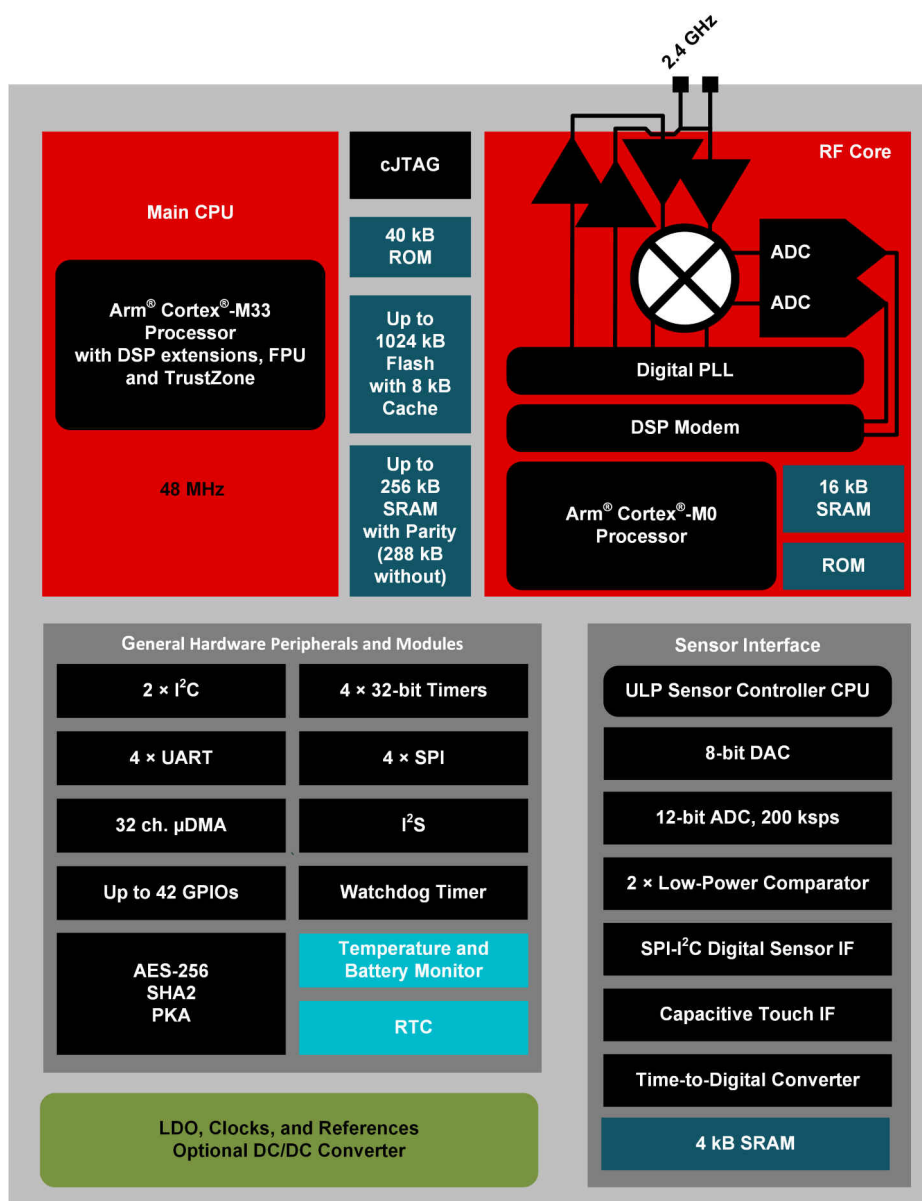 2.4 GHz
Main CPU
Arm® Cortex®-M33
Processor
with DSP extensions, FPU
and TrustZone
48 MHz
cJTAG
40 kB
ROM
Up to
1024 kB
Flash
with 8 kB
Cache
Up to
256 kB
SRAM
with Parity
(288 kB
without)
RF Core
ADC
ADC
Digital PLL
DSP Modem
Arm® Cortex®-M0
Processor
16 kB
SRAM
ROM
General Hardware Peripherals and Modules
2 × I²C
4 × 32-bit Timers
4 × UART
4 × SPI
32 ch. µDMA
I²S
Up to 42 GPIOs
Watchdog Timer
AES-256
SHA2
PKA
Temperature and
Battery Monitor
RTC
LDO, Clocks, and References
Optional DC/DC Converter
Sensor Interface
ULP Sensor Controller CPU
8-bit DAC
12-bit ADC, 200 ksps
2 × Low-Power Comparator
SPI-I²C Digital Sensor IF
Capacitive Touch IF
Time-to-Digital Converter
4 kB SRAM